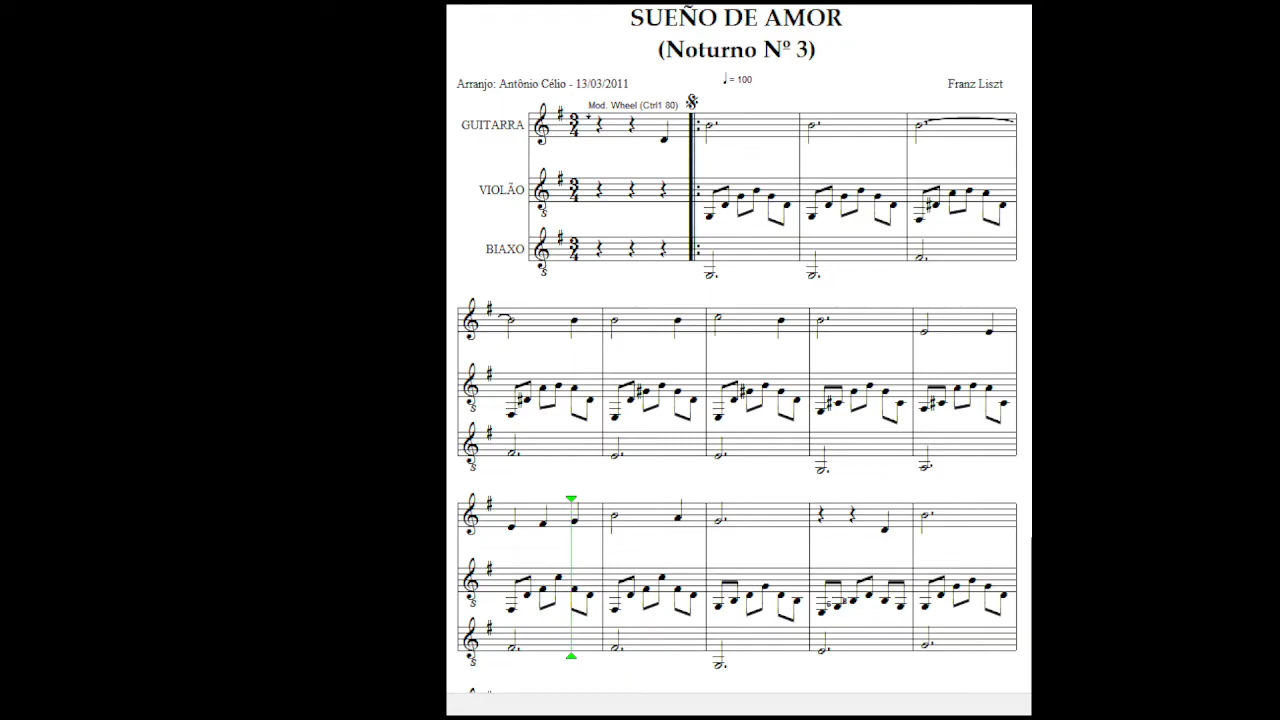 SUEÑO DE AMOR
(Noturno Nº 3)
♩ = 100
Arranjo: Antônio Célio - 13/03/2011
Franz Liszt
Mod. Wheel (Ctrl1 80)
GUITARRA
VIOLÃO
BIAXO